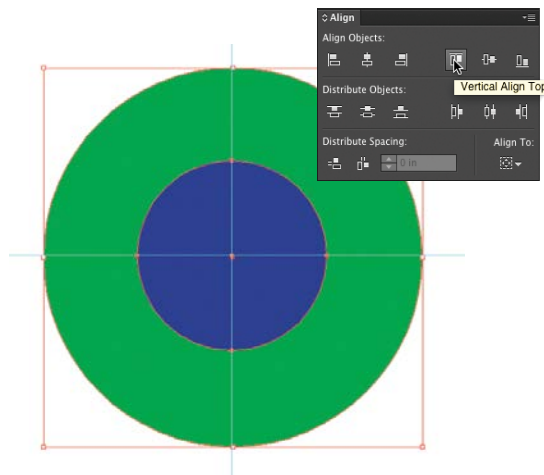 Align
Align Objects:
Vertical Align Top
Distribute Objects:
Distribute Spacing:
Align To:
0 in